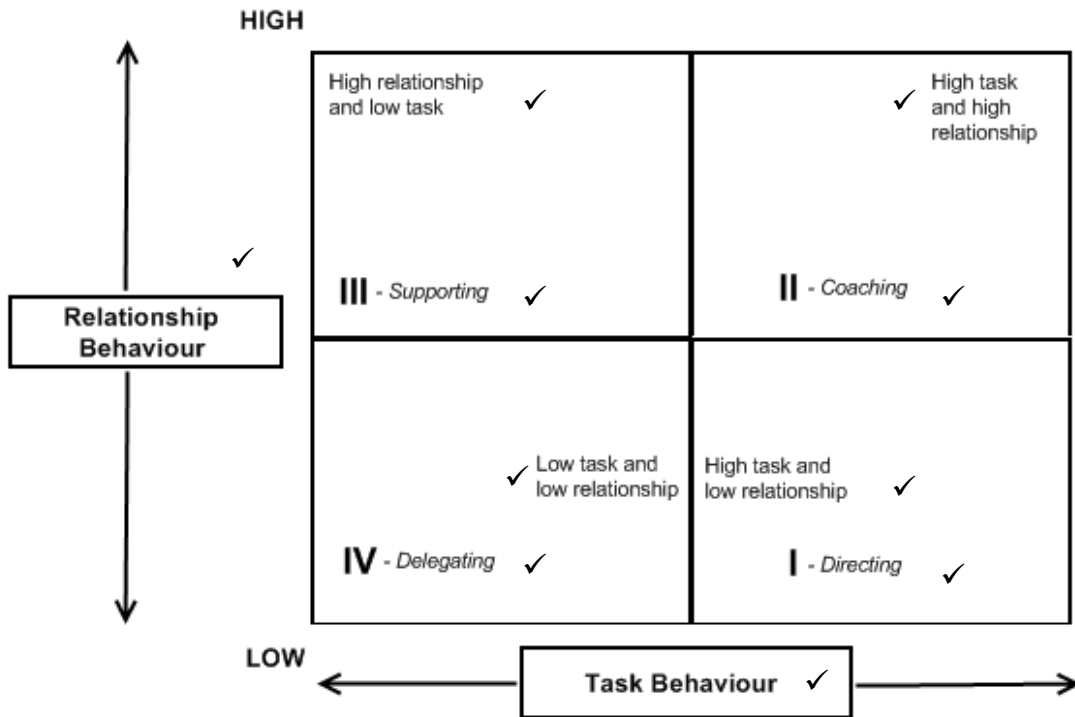 HIGH
High relationship
and low task
High task
and high
relationship
III - Supporting
II - Coaching
Relationship
Behaviour
Low task and
low relationship
High task and
low relationship
IV - Delegating
I - Directing
LOW
Task Behaviour